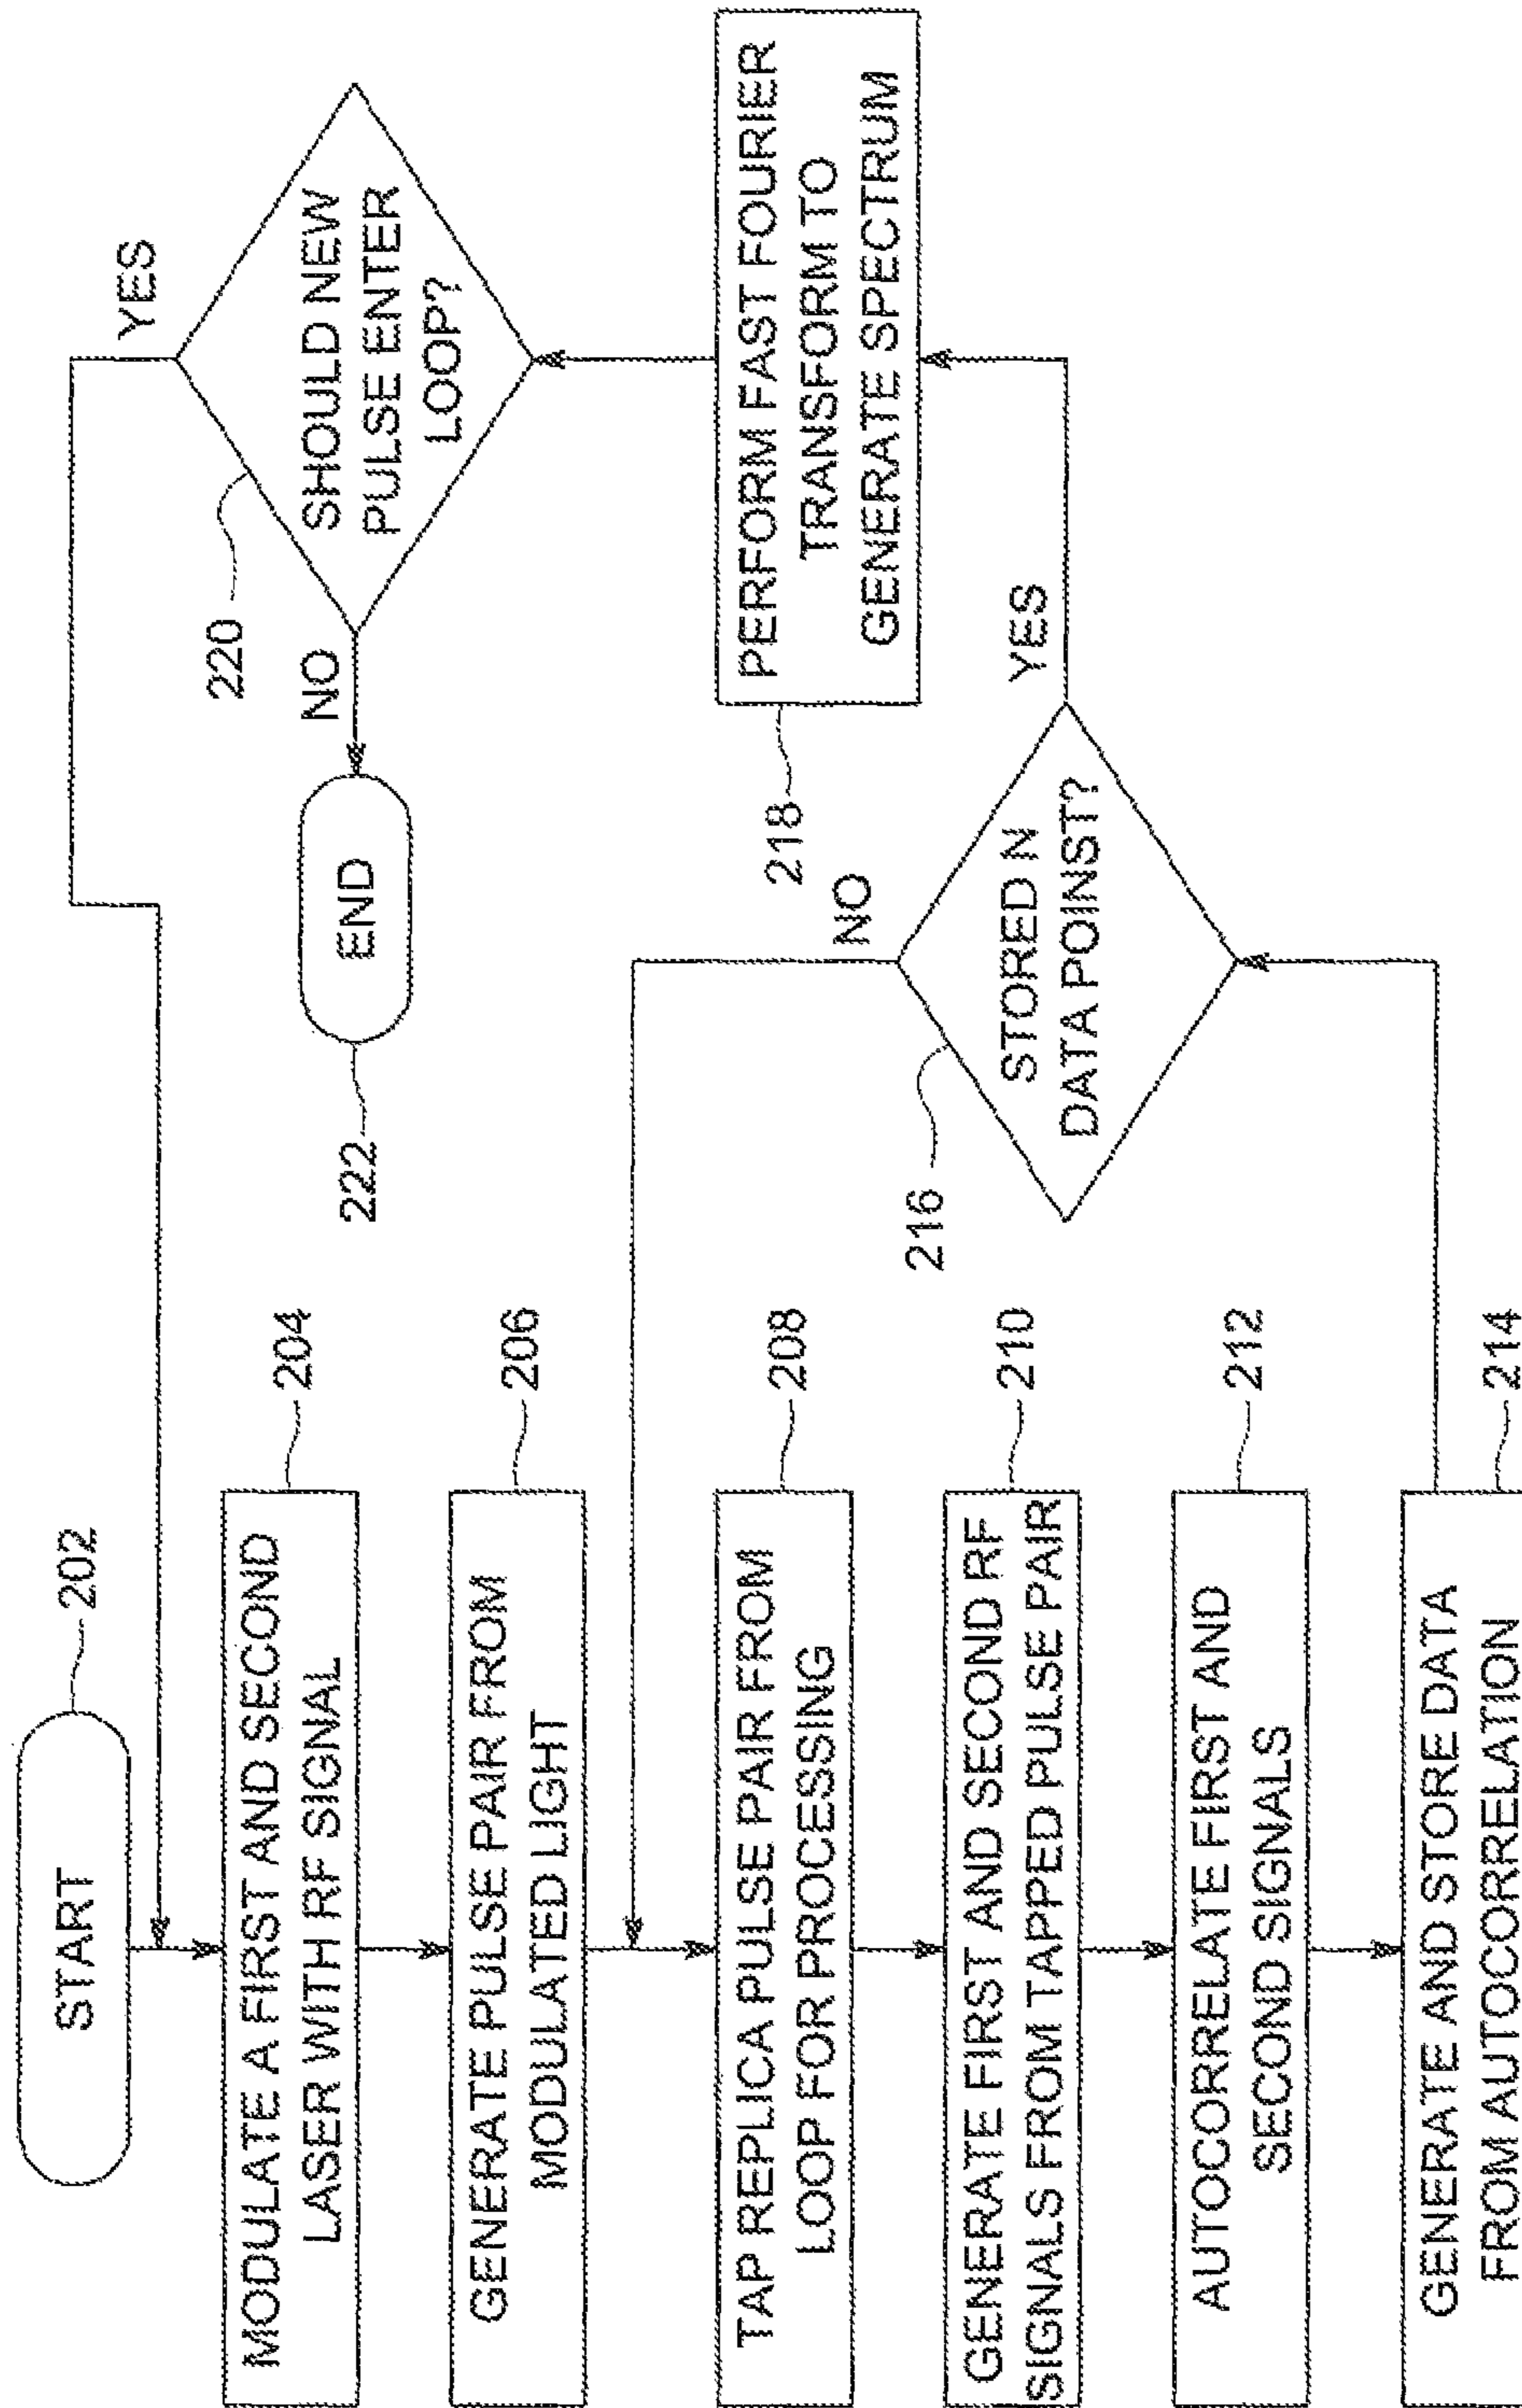 START
202
MODULATE A FIRST AND SECOND
LASER WITH RF SIGNAL
204
GENERATE PULSE PAIR FROM
MODULATED LIGHT
206
TAP REPLICA PULSE PAIR FROM
LOOP FOR PROCESSING
208
GENERATE FIRST AND SECOND RF
SIGNALS FROM TAPPED PULSE PAIR
210
AUTOCORRELATE FIRST AND
SECOND SIGNALS
212
GENERATE AND STORE DATA
FROM AUTOCORRELATION
214
216
STORED N
DATA POINST?
NO
YES
218
PERFORM FAST FOURIER
TRANSFORM TO
GENERATE SPECTRUM
220
SHOULD NEW
PULSE ENTER
LOOP?
YES
NO
END
222